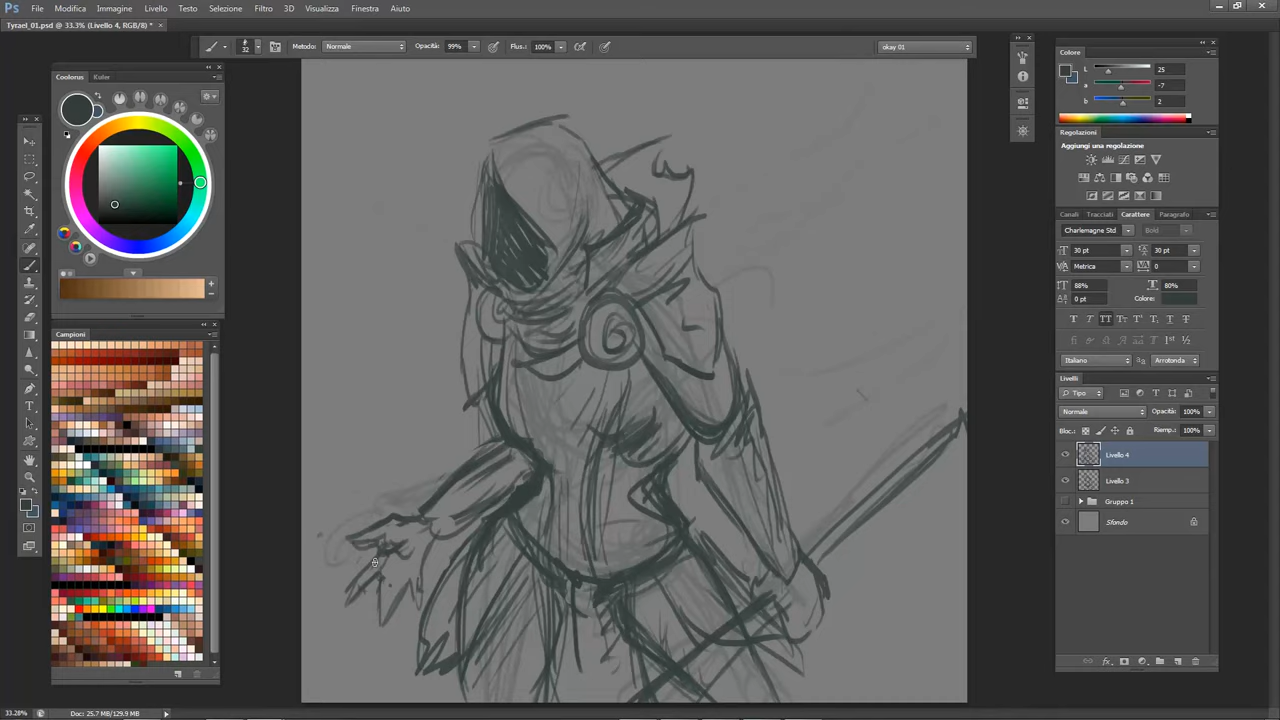 Ps File Modifica Immagine Livello Testo Selezione Filtro 3D Visualizza Finestra Aiuto
Tyrael_01.psd @ 33.3% (Livello 4, RGB/8) * ×
32 Metodo: Normale Opacità: 99% Flus.: 100% okay 01
Coolorus Kuler
Campioni
Colore
L 25
a -7
b 2
Regolazioni
Aggiungi una regolazione
Canali Tracciati Carattere Paragrafo
Charlemagne Std Bold
30 pt 30 pt
Metrica 0
88% 80%
0 pt Colore:
Italiano Arrotonda
Livelli
Tipo
Normale Opacità: 100%
Bloc.: Riemp.: 100%
Livello 4
Livello 3
Gruppo 1
Sfondo
33.28% Doc: 25.7 MB/129.9 MB